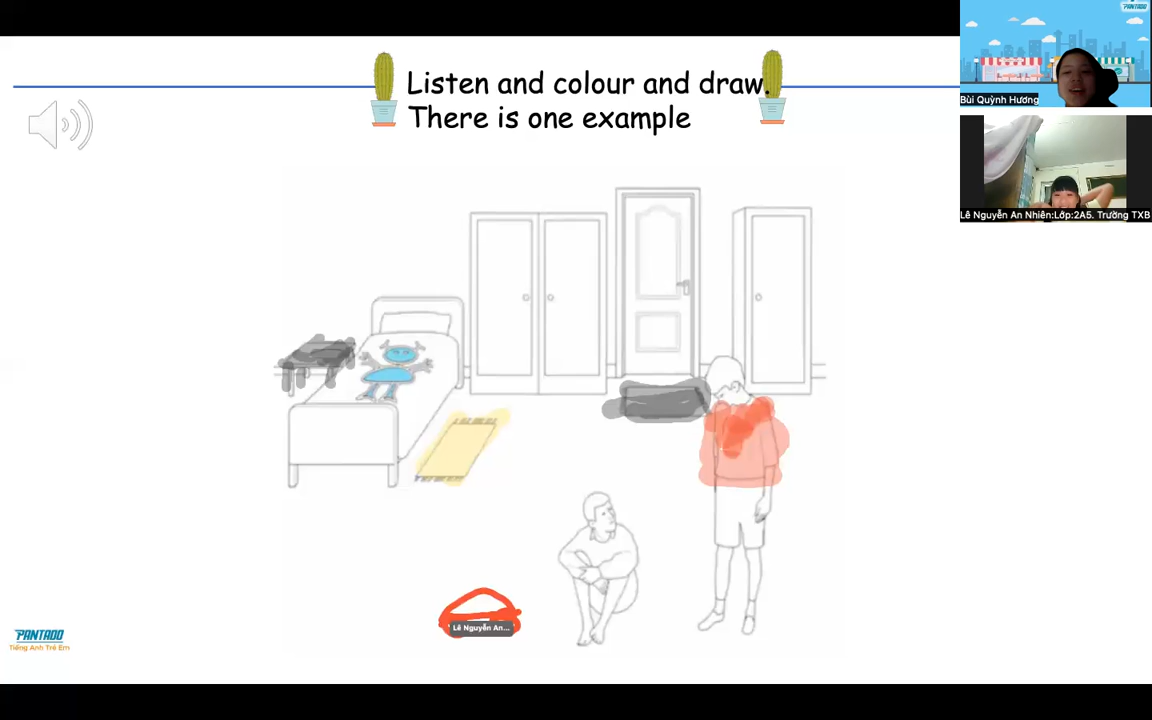 PANTADO
Listen and colour and draw.
There is one example
Bùi Quỳnh Hương
Lê Nguyễn An Nhiên:Lớp:2A5. Trường TXB
Lê Nguyễn An...
PANTADO
Tiếng Anh Trẻ Em